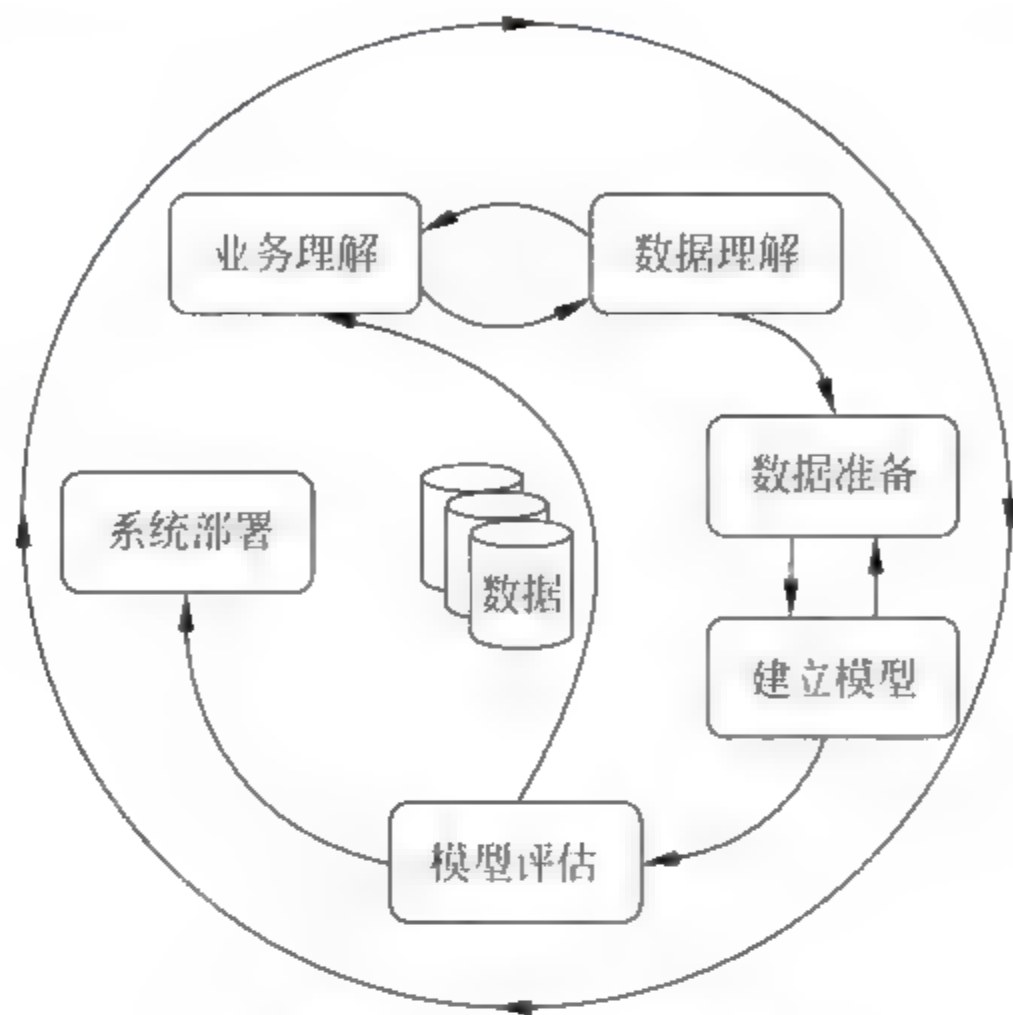 业务理解
数据理解
数据准备
系统部署
数据
建立模型
模型评估